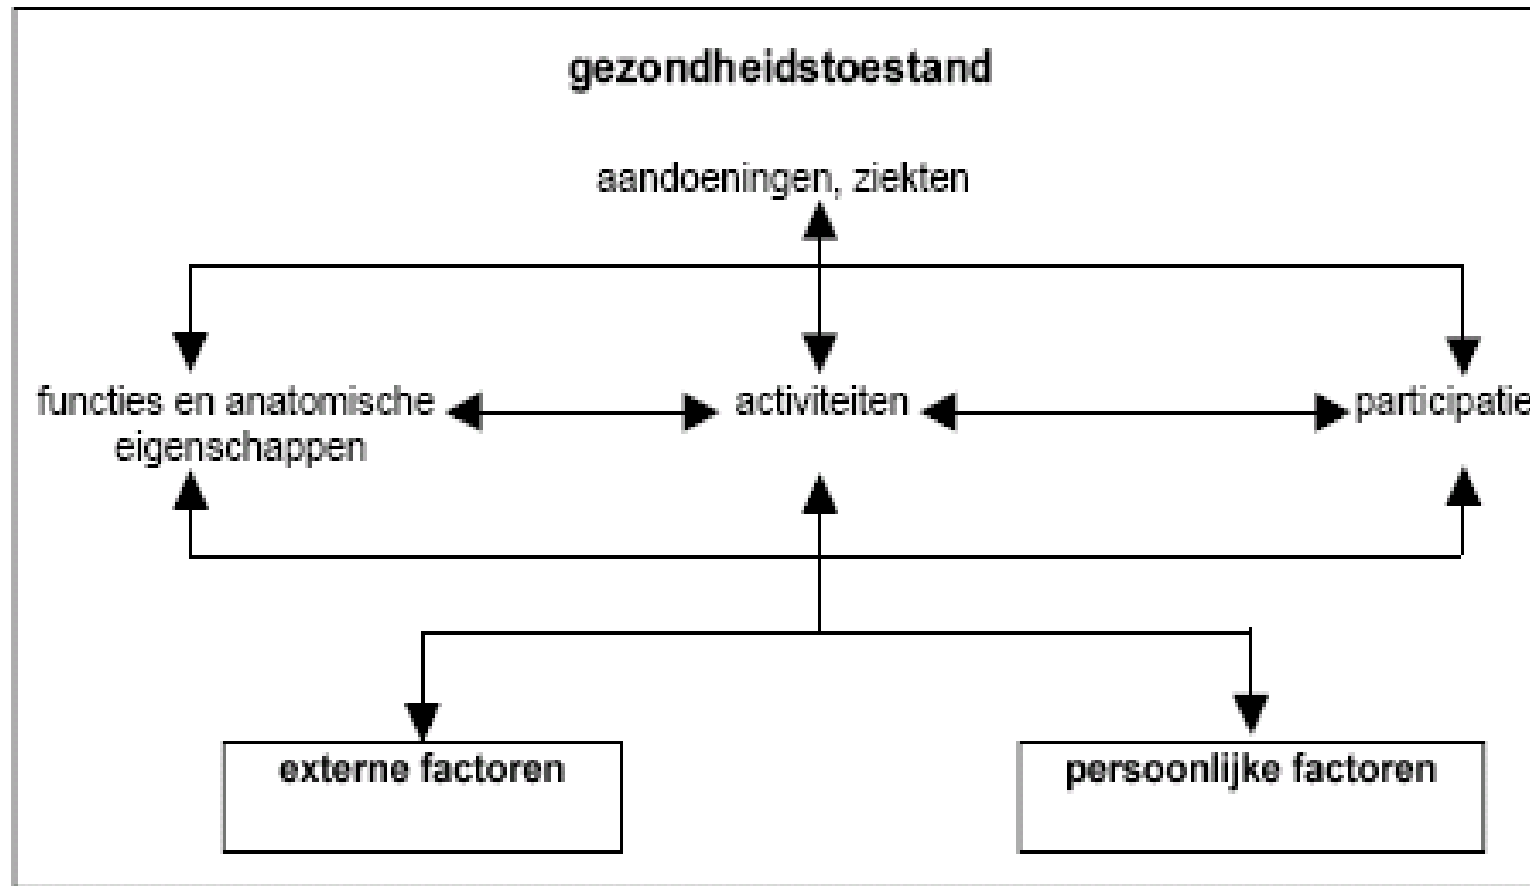 gezondheidstoestand
aandoeningen, ziekten
functies en anatomische
eigenschappen
activiteiten
participatie
externe factoren
persoonlijke factoren